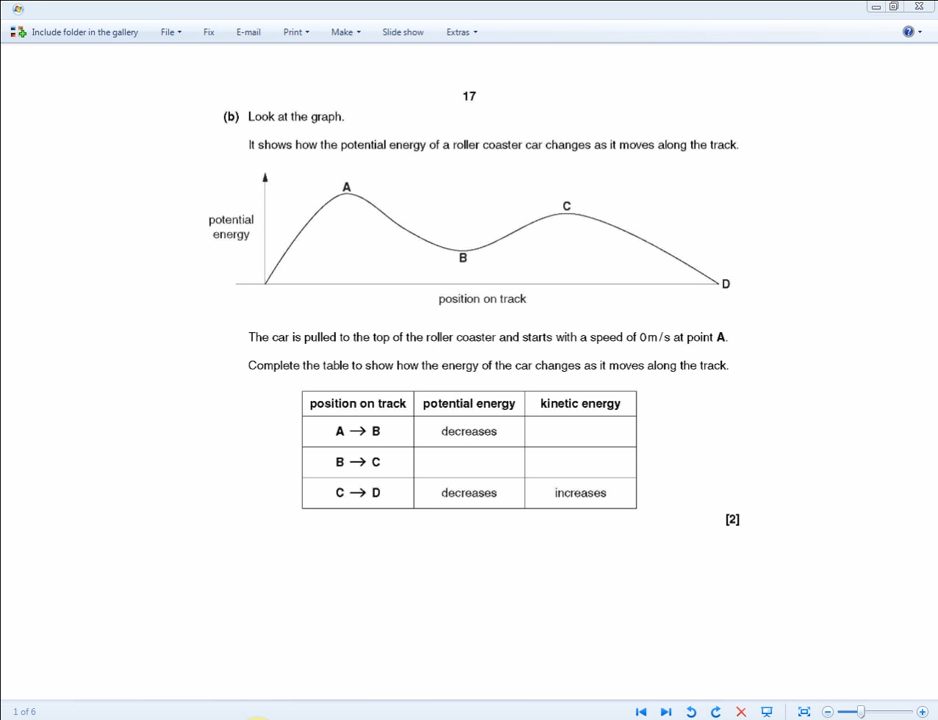 Include folder in the gallery File Fix E-mail Print Make Slide show Extras
17
(b) Look at the graph.
It shows how the potential energy of a roller coaster car changes as it moves along the track.
A
C
potential
energy
B
D
position on track
The car is pulled to the top of the roller coaster and starts with a speed of 0 m/s at point A.
Complete the table to show how the energy of the car changes as it moves along the track.
position on track potential energy kinetic energy
A → B decreases
B → C
C → D decreases increases
[2]
1 of 6